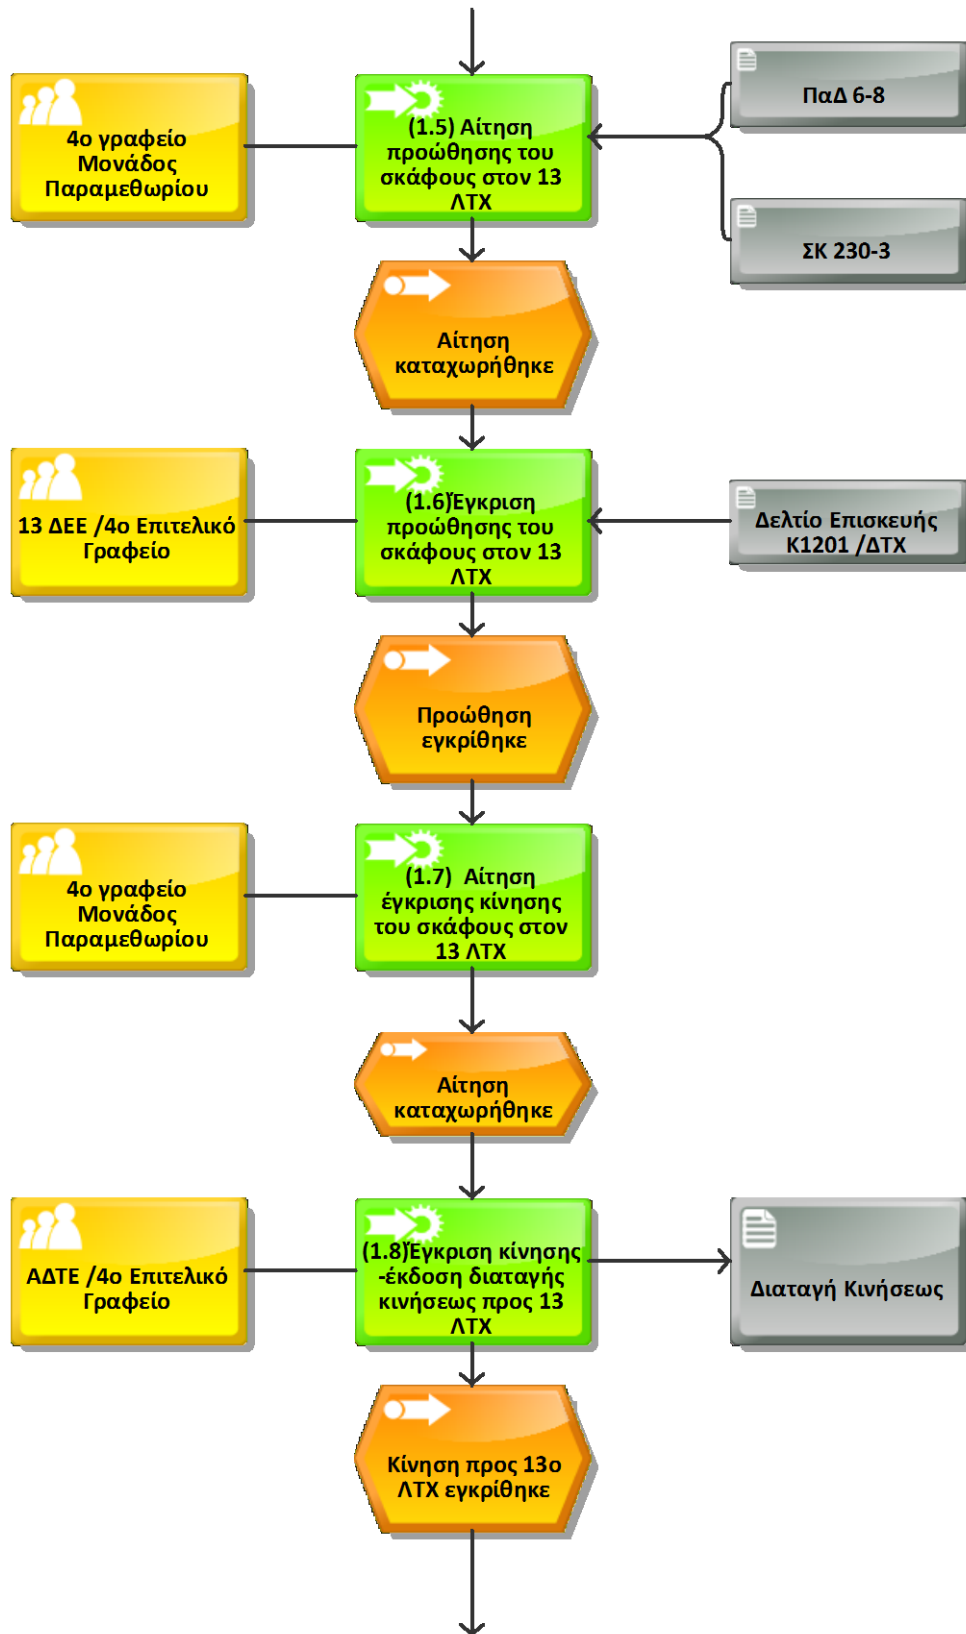 4ο γραφείο
Μονάδος
Παραμεθωρίου
(1.5) Αίτηση
προώθησης του
σκάφους στον 13
ΛΤΧ
ΠαΔ 6-8
ΣΚ 230-3
Αίτηση
καταχωρήθηκε
13 ΔΕΕ /4ο Επιτελικό
Γραφείο
(1.6)Έγκριση
προώθησης του
σκάφους στον 13
ΛΤΧ
Δελτίο Επισκευής
Κ1201 /ΔΤΧ
Προώθηση
εγκρίθηκε
4ο γραφείο
Μονάδος
Παραμεθωρίου
(1.7) Αίτηση
έγκρισης κίνησης
του σκάφους στον
13 ΛΤΧ
Αίτηση
καταχωρήθηκε
ΑΔΤΕ /4ο Επιτελικό
Γραφείο
(1.8)Έγκριση κίνησης
-έκδοση διαταγής
κινήσεως προς 13
ΛΤΧ
Διαταγή Κινήσεως
Κίνηση προς 13ο
ΛΤΧ εγκρίθηκε